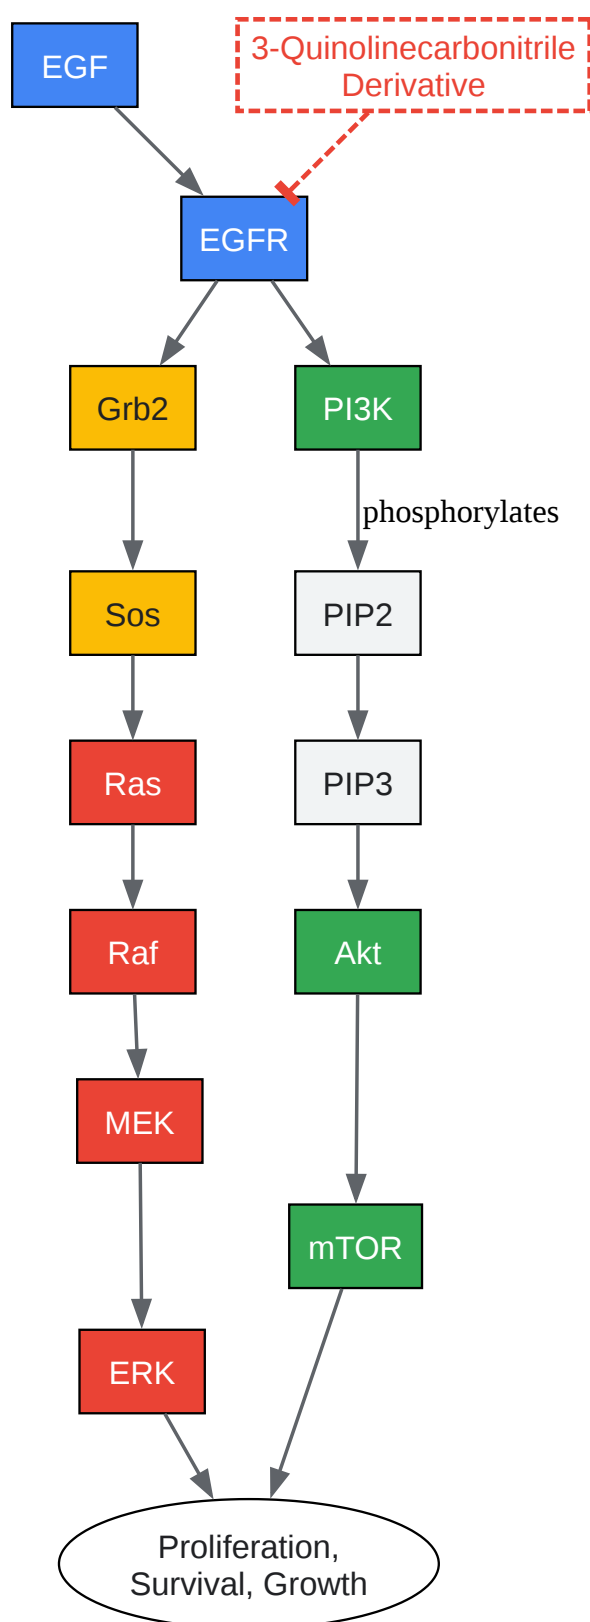 EGF
3-Quinolinecarbonitrile
Derivative
EGFR
Grb2
PI3K
phosphorylates
Sos
PIP2
Ras
PIP3
Raf
Akt
MEK
mTOR
ERK
Proliferation,
Survival, Growth